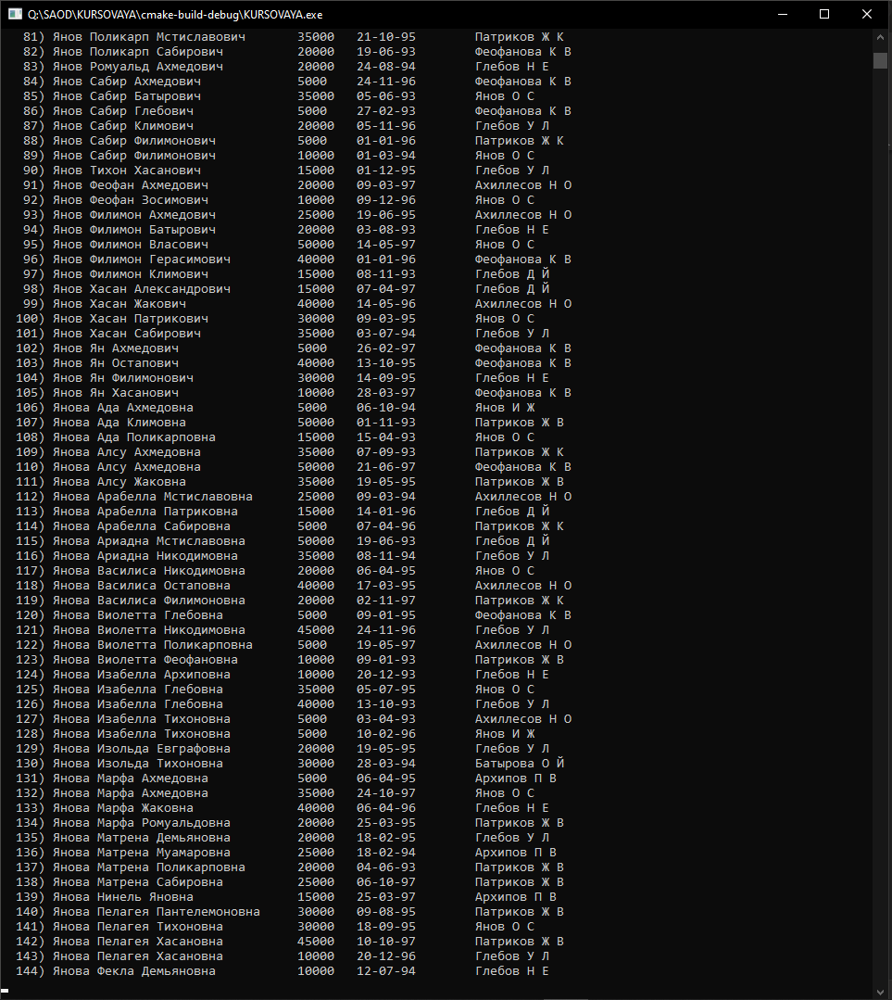 Q:\SAOD\KURSOVAYA\cmake-build-debug\KURSOVAYA.exe
81) Янов Поликарп Мстиславович 35000 21-10-95 Патриков Ж К
82) Янов Поликарп Сабирович 20000 19-06-93 Феофанова К В
83) Янов Ромуальд Ахмедович 20000 24-08-94 Глебов Н Е
84) Янов Сабир Ахмедович 5000 24-11-96 Феофанова К В
85) Янов Сабир Батырович 35000 05-06-93 Янов О С
86) Янов Сабир Глебович 5000 27-02-93 Феофанова К В
87) Янов Сабир Климович 20000 05-11-96 Глебов У Л
88) Янов Сабир Филимонович 5000 01-01-96 Патриков Ж К
89) Янов Сабир Филимонович 10000 01-03-94 Янов О С
90) Янов Тихон Хасанович 15000 01-12-95 Глебов У Л
91) Янов Феофан Ахмедович 20000 09-03-97 Ахиллесов Н О
92) Янов Феофан Зосимович 10000 09-12-96 Янов О С
93) Янов Филимон Ахмедович 25000 19-06-95 Ахиллесов Н О
94) Янов Филимон Батырович 20000 03-08-93 Глебов Н Е
95) Янов Филимон Власович 50000 14-05-97 Янов О С
96) Янов Филимон Герасимович 40000 01-01-96 Феофанова К В
97) Янов Филимон Климович 15000 08-11-93 Глебов Д Й
98) Янов Хасан Александрович 15000 07-04-97 Глебов Д Й
99) Янов Хасан Жакович 40000 14-05-96 Ахиллесов Н О
100) Янов Хасан Патрикович 30000 09-03-95 Янов О С
101) Янов Хасан Сабирович 35000 03-07-94 Глебов У Л
102) Янов Ян Ахмедович 5000 26-02-97 Феофанова К В
103) Янов Ян Остапович 40000 13-10-95 Феофанова К В
104) Янов Ян Филимонович 30000 14-09-95 Глебов Н Е
105) Янов Ян Хасанович 10000 28-03-97 Феофанова К В
106) Янова Ада Ахмедовна 5000 06-10-94 Янов И Ж
107) Янова Ада Климовна 50000 01-11-93 Патриков Ж В
108) Янова Ада Поликарповна 15000 15-04-93 Янов О С
109) Янова Алсу Ахмедовна 35000 07-09-93 Патриков Ж К
110) Янова Алсу Ахмедовна 50000 21-06-97 Феофанова К В
111) Янова Алсу Жаковна 35000 19-05-95 Патриков Ж В
112) Янова Арабелла Мстиславовна 25000 09-03-94 Ахиллесов Н О
113) Янова Арабелла Патриковна 15000 14-01-96 Глебов Д Й
114) Янова Арабелла Сабировна 5000 07-04-96 Патриков Ж К
115) Янова Ариадна Мстиславовна 50000 19-06-93 Глебов Д Й
116) Янова Ариадна Никодимовна 35000 08-11-94 Глебов У Л
117) Янова Василиса Никодимовна 20000 06-04-95 Янов О С
118) Янова Василиса Остаповна 40000 17-03-95 Ахиллесов Н О
119) Янова Василиса Филимоновна 20000 02-11-97 Патриков Ж К
120) Янова Виолетта Глебовна 5000 09-01-95 Феофанова К В
121) Янова Виолетта Никодимовна 45000 24-11-96 Глебов У Л
122) Янова Виолетта Поликарповна 5000 19-05-97 Ахиллесов Н О
123) Янова Виолетта Феофановна 10000 09-01-93 Патриков Ж В
124) Янова Изабелла Архиповна 10000 20-12-93 Глебов Н Е
125) Янова Изабелла Глебовна 35000 05-07-95 Янов О С
126) Янова Изабелла Глебовна 40000 13-10-93 Глебов У Л
127) Янова Изабелла Тихоновна 5000 03-04-93 Ахиллесов Н О
128) Янова Изабелла Тихоновна 5000 10-02-96 Янов И Ж
129) Янова Изольда Евграфовна 20000 19-05-95 Глебов У Л
130) Янова Изольда Тихоновна 30000 28-03-94 Батырова О Й
131) Янова Марфа Ахмедовна 5000 06-04-95 Архипов П В
132) Янова Марфа Ахмедовна 35000 24-10-97 Янов О С
133) Янова Марфа Жаковна 40000 06-04-96 Глебов Н Е
134) Янова Марфа Ромуальдовна 20000 25-03-95 Патриков Ж В
135) Янова Матрена Демьяновна 20000 18-02-95 Глебов У Л
136) Янова Матрена Муамаровна 25000 18-02-94 Архипов П В
137) Янова Матрена Поликарповна 20000 04-06-93 Патриков Ж В
138) Янова Матрена Сабировна 25000 06-10-97 Патриков Ж В
139) Янова Нинель Яновна 15000 25-03-97 Архипов П В
140) Янова Пелагея Пантелемоновна 30000 09-08-95 Патриков Ж В
141) Янова Пелагея Тихоновна 30000 18-09-95 Янов О С
142) Янова Пелагея Хасановна 45000 10-10-97 Патриков Ж В
143) Янова Пелагея Хасановна 10000 20-12-96 Глебов У Л
144) Янова Фекла Демьяновна 10000 12-07-94 Глебов Н Е